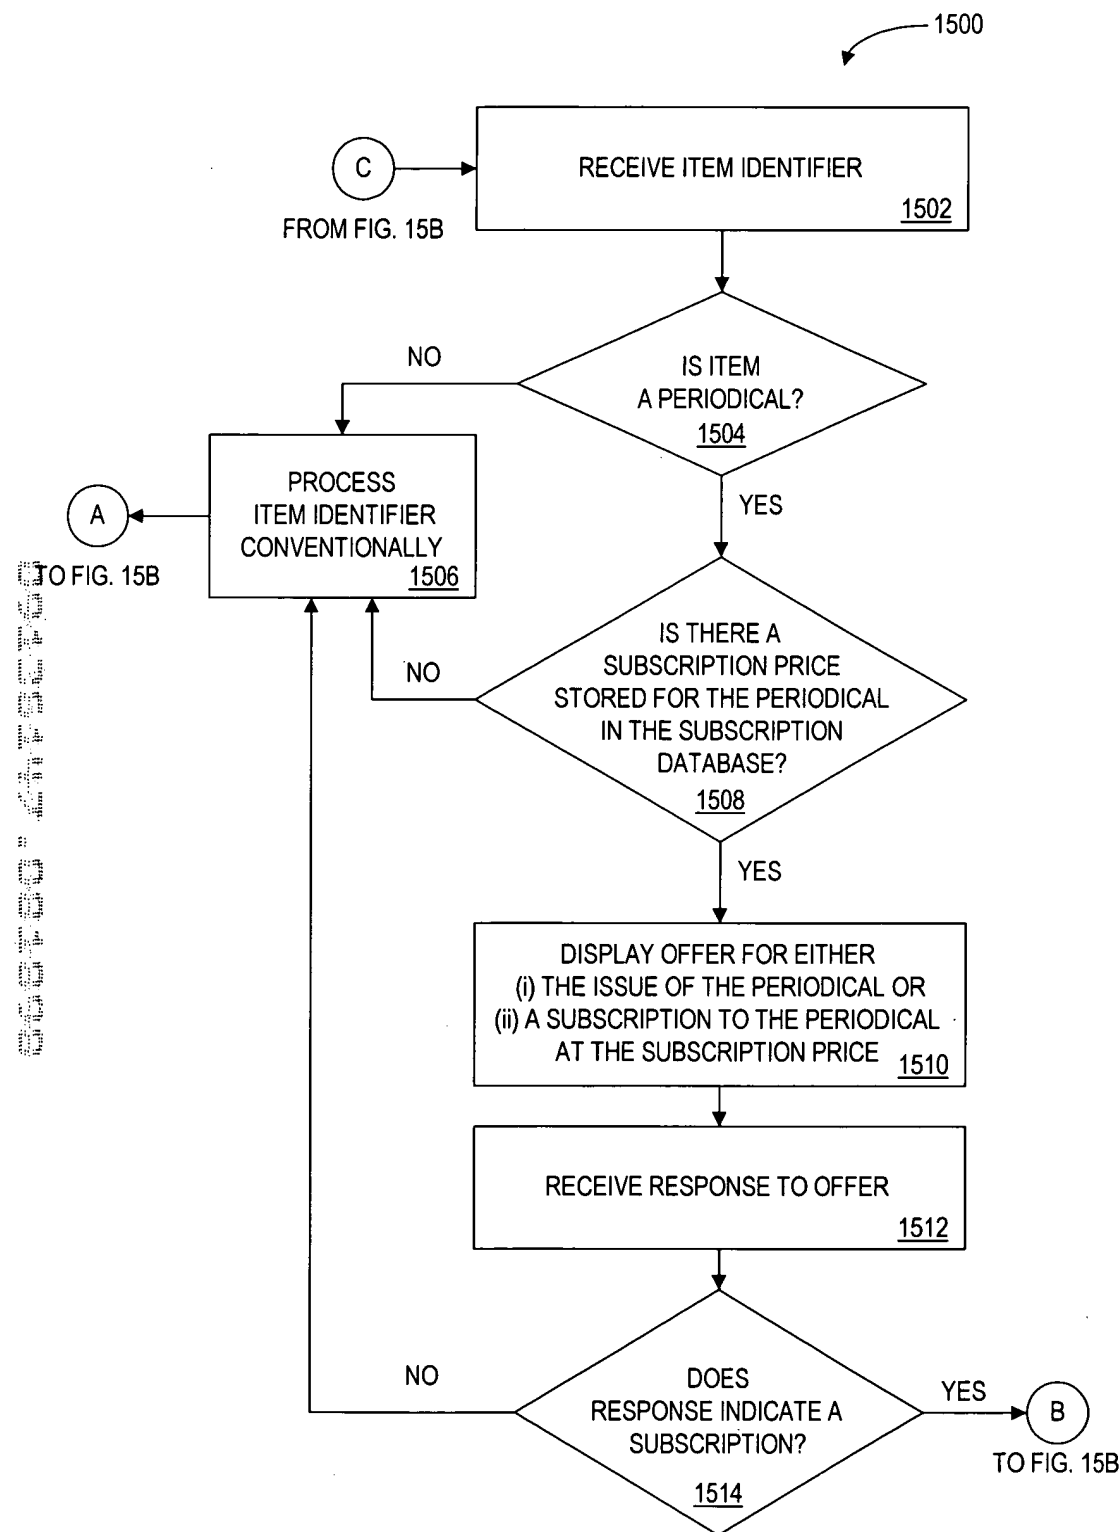 1500
C
FROM FIG. 15B
RECEIVE ITEM IDENTIFIER
1502
NO
IS ITEM
A PERIODICAL?
1504
YES
PROCESS
ITEM IDENTIFIER
CONVENTIONALLY
1506
A
TO FIG. 15B
IS THERE A
SUBSCRIPTION PRICE
STORED FOR THE PERIODICAL
IN THE SUBSCRIPTION
DATABASE?
1508
NO
YES
DISPLAY OFFER FOR EITHER
(i) THE ISSUE OF THE PERIODICAL OR
(ii) A SUBSCRIPTION TO THE PERIODICAL
AT THE SUBSCRIPTION PRICE
1510
RECEIVE RESPONSE TO OFFER
1512
NO
DOES
RESPONSE INDICATE A
SUBSCRIPTION?
1514
YES
B
TO FIG. 15B